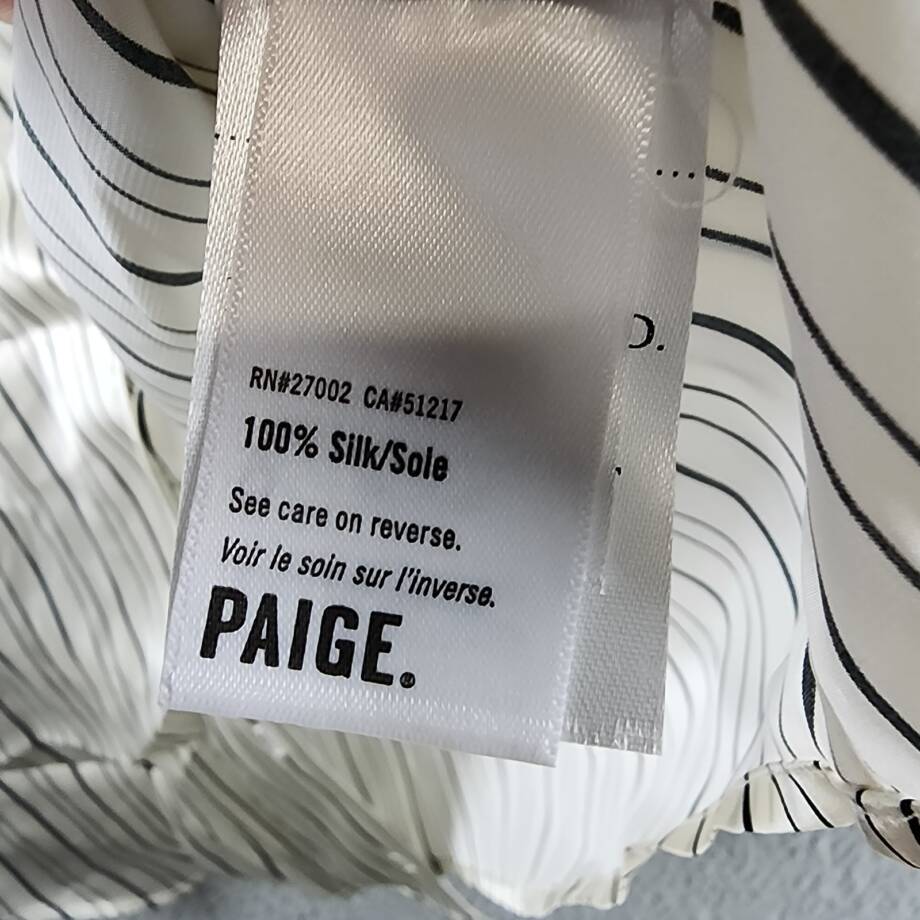 RN#27002 CA#51217
100% Silk/Sole
See care on reverse.
Voir le soin sur l'inverse.
PAIGE.®